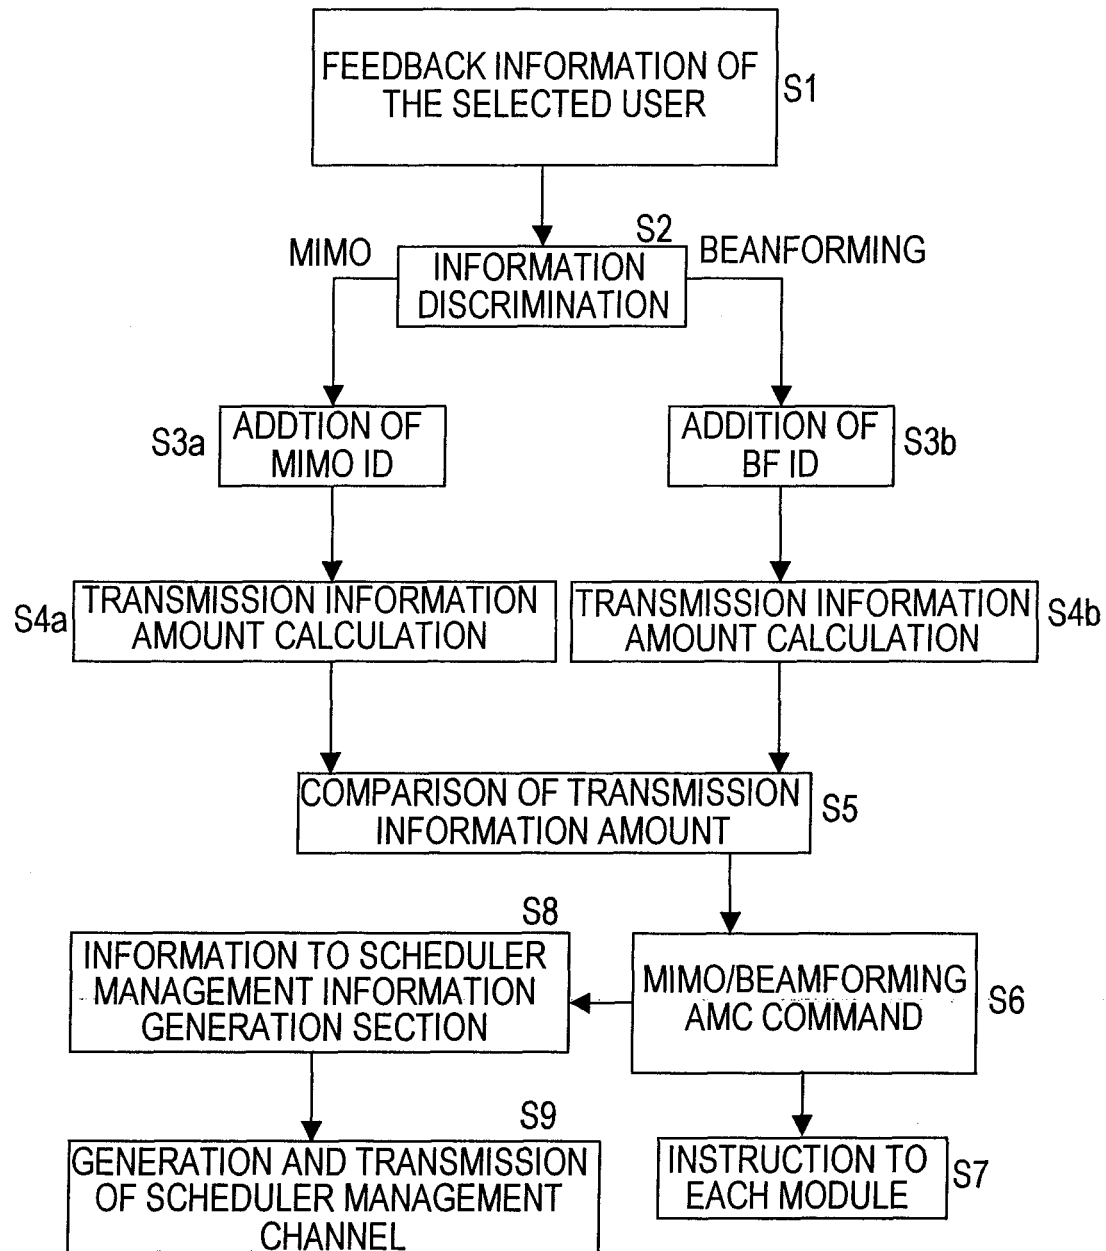 FEEDBACK INFORMATION OF
THE SELECTED USER
S1
S2
MIMO
BEANFORMING
INFORMATION
DISCRIMINATION
S3a
ADDTION OF
MIMO ID
ADDITION OF
BF ID
S3b
S4a
TRANSMISSION INFORMATION
AMOUNT CALCULATION
TRANSMISSION INFORMATION
AMOUNT CALCULATION
S4b
COMPARISON OF TRANSMISSION
INFORMATION AMOUNT
S5
S8
INFORMATION TO SCHEDULER
MANAGEMENT INFORMATION
GENERATION SECTION
MIMO/BEAMFORMING
AMC COMMAND
S6
S9
GENERATION AND TRANSMISSION
OF SCHEDULER MANAGEMENT
CHANNEL
INSTRUCTION TO
EACH MODULE
S7